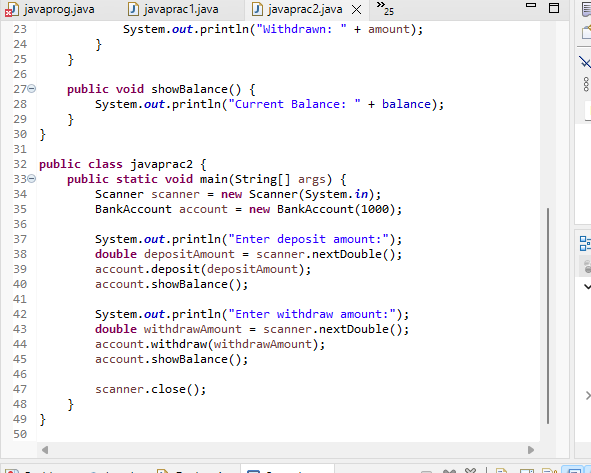 javaprog.java javaprac1.java javaprac2.java »25
23             System.out.println("Withdrawn: " + amount);
24         }
25     }
26
27     public void showBalance() {
28         System.out.println("Current Balance: " + balance);
29     }
30 }
31
32 public class javaprac2 {
33     public static void main(String[] args) {
34         Scanner scanner = new Scanner(System.in);
35         BankAccount account = new BankAccount(1000);
36
37         System.out.println("Enter deposit amount:");
38         double depositAmount = scanner.nextDouble();
39         account.deposit(depositAmount);
40         account.showBalance();
41
42         System.out.println("Enter withdraw amount:");
43         double withdrawAmount = scanner.nextDouble();
44         account.withdraw(withdrawAmount);
45         account.showBalance();
46
47         scanner.close();
48     }
49 }
50